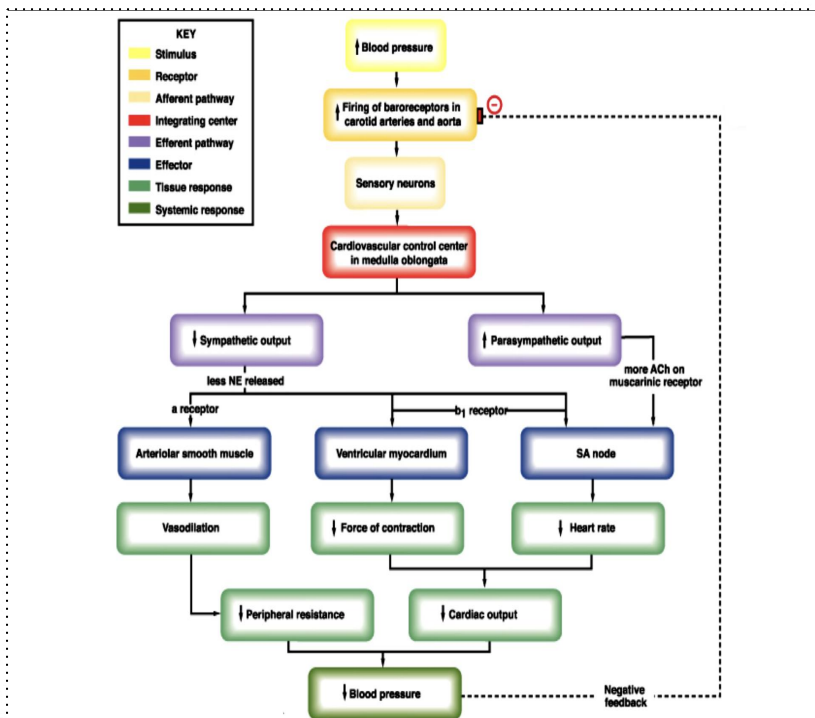 KEY
Stimulus
Receptor
Afferent pathway
Integrating center
Efferent pathway
Effector
Tissue response
Systemic response
↑ Blood pressure
↑ Firing of baroreceptors in
carotid arteries and aorta
⊖
Sensory neurons
Cardiovascular control center
in medulla oblongata
↓ Sympathetic output
↑ Parasympathetic output
less NE released
more ACh on
muscarinic receptor
a receptor
b₁ receptor
Arteriolar smooth muscle
Ventricular myocardium
SA node
Vasodilation
↓ Force of contraction
↓ Heart rate
↓ Peripheral resistance
↓ Cardiac output
↓ Blood pressure
Negative
feedback